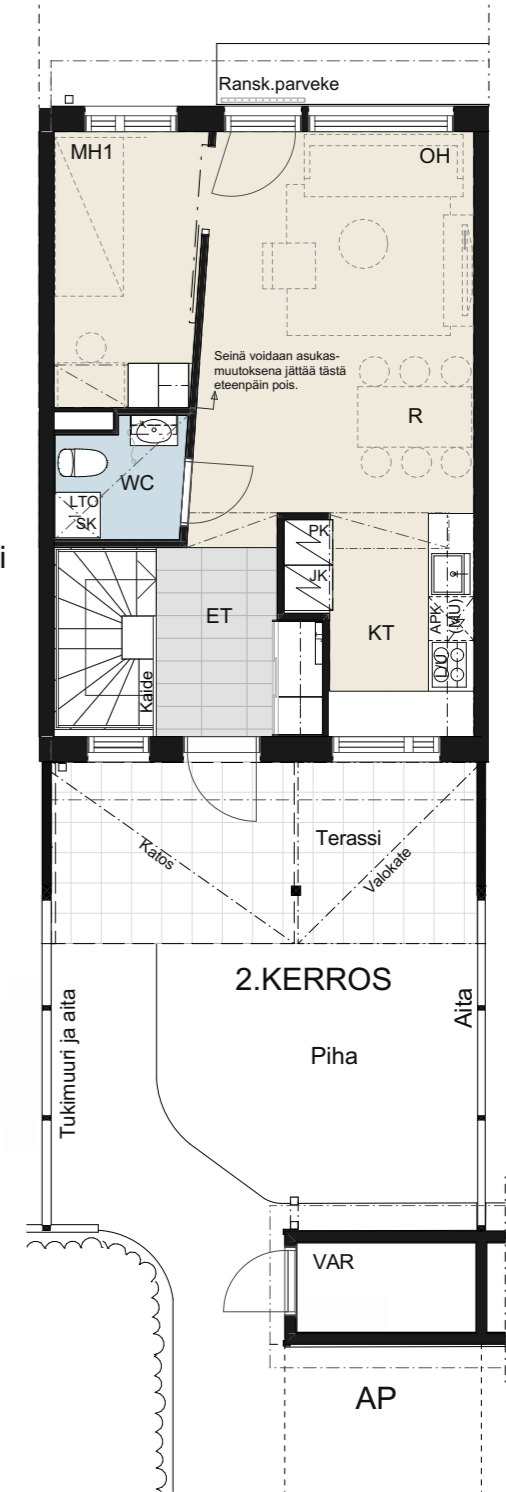 Ransk.parveke
MH1
OH
Seinä voidaan asukas-
muutoksena jättää tästä
eteenpäin pois.
R
WC
LTO
SK
i
PK
JK
ET
KT
APK
(MU)
L/U
Kaide
Katos
Terassi
Valokate
2.KERROS
Tukimuuri ja aita
Aita
Piha
VAR
AP